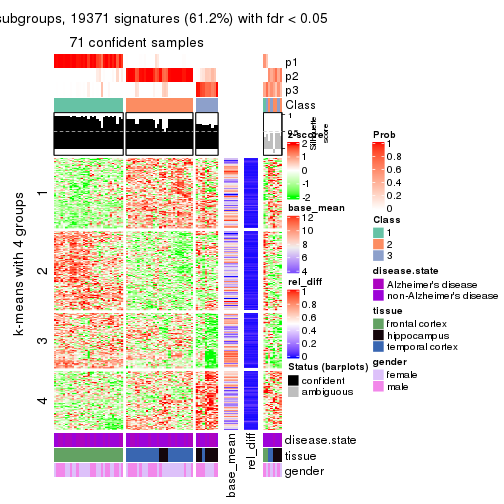 subgroups, 19371 signatures (61.2%) with fdr < 0.05
71 confident samples
p1
p2
p3
Class
1
0.5
0
Silhouette
score
k-means with 4 groups
1
2
3
4
z-score
2
1
0
-1
-2
base_mean
12
10
8
6
4
rel_diff
1
0.8
0.6
0.4
0.2
0
Status (barplots)
confident
ambiguous
Prob
1
0.8
0.6
0.4
0.2
0
Class
1
2
3
disease.state
Alzheimer's disease
non-Alzheimer's disease
tissue
frontal cortex
hippocampus
temporal cortex
gender
female
male
disease.state
tissue
gender
base_mean
rel_diff